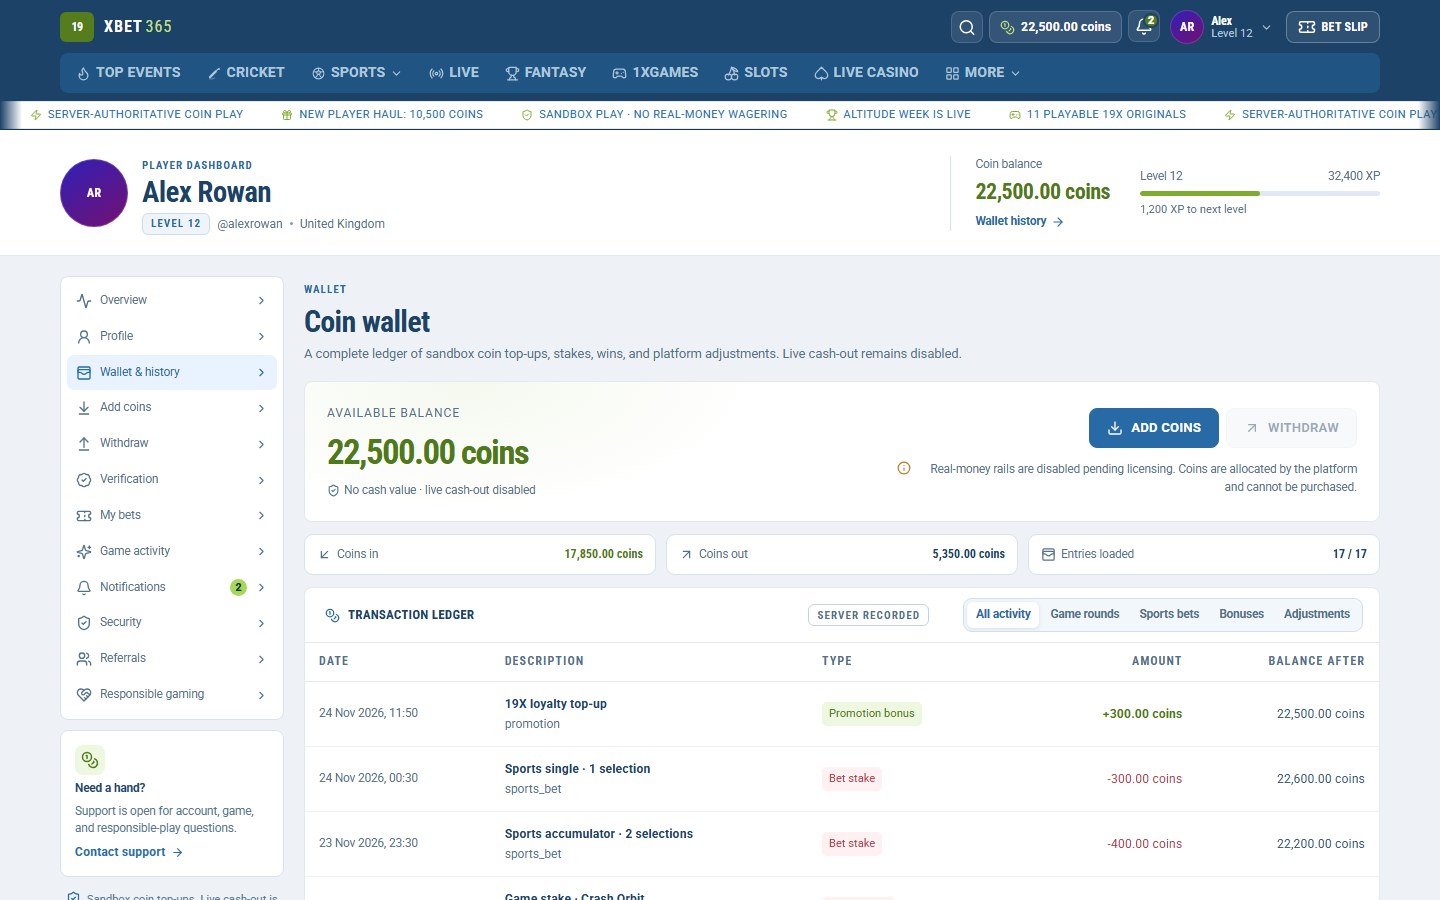 19 XBET 365
22,500.00 coins
2
AR
Alex
Level 12
BET SLIP
TOP EVENTS CRICKET SPORTS LIVE FANTASY 1XGAMES SLOTS LIVE CASINO MORE
SERVER-AUTHORITATIVE COIN PLAY NEW PLAYER HAUL: 10,500 COINS SANDBOX PLAY · NO REAL-MONEY WAGERING ALTITUDE WEEK IS LIVE 11 PLAYABLE 19X ORIGINALS SERVER-AUTHORITATIVE COIN PLAY
AR
PLAYER DASHBOARD
Alex Rowan
LEVEL 12 @alexrowan • United Kingdom
Coin balance
22,500.00 coins
Wallet history
Level 12 32,400 XP
1,200 XP to next level
Overview
Profile
Wallet & history
Add coins
Withdraw
Verification
My bets
Game activity
Notifications 2
Security
Referrals
Responsible gaming
Need a hand?
Support is open for account, game,
and responsible-play questions.
Contact support
Sandbox coin top-ups. Live cash-out is
WALLET
Coin wallet
A complete ledger of sandbox coin top-ups, stakes, wins, and platform adjustments. Live cash-out remains disabled.
AVAILABLE BALANCE
22,500.00 coins
No cash value · live cash-out disabled
ADD COINS WITHDRAW
Real-money rails are disabled pending licensing. Coins are allocated by the platform
and cannot be purchased.
Coins in 17,850.00 coins
Coins out 5,350.00 coins
Entries loaded 17 / 17
TRANSACTION LEDGER SERVER RECORDED All activity Game rounds Sports bets Bonuses Adjustments
DATE DESCRIPTION TYPE AMOUNT BALANCE AFTER
24 Nov 2026, 11:50 19X loyalty top-up Promotion bonus +300.00 coins 22,500.00 coins
promotion
24 Nov 2026, 00:30 Sports single · 1 selection Bet stake -300.00 coins 22,600.00 coins
sports_bet
23 Nov 2026, 23:30 Sports accumulator · 2 selections Bet stake -400.00 coins 22,200.00 coins
sports_bet
Game stake · Crash Orbit